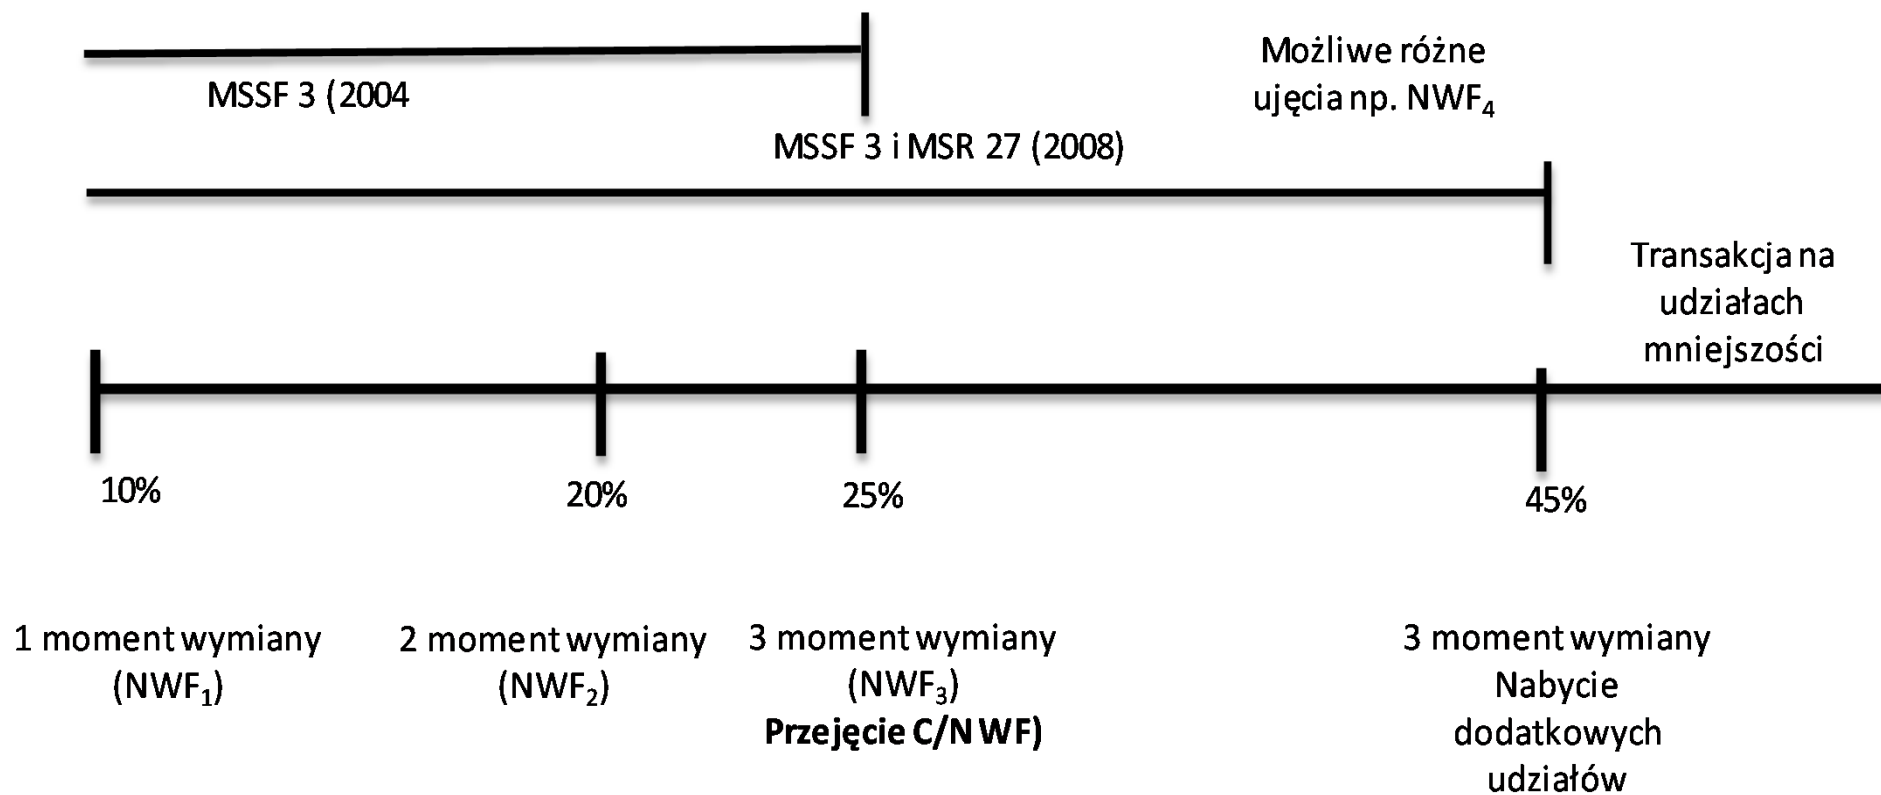 MSSF 3 (2004
Możliwe różne
ujęcia np. NWF₄
MSSF 3 i MSR 27 (2008)
Transakcja na
udziałach
mniejszości
10%
20%
25%
45%
1 moment wymiany
(NWF₁)
2 moment wymiany
(NWF₂)
3 moment wymiany
(NWF₃)
Przejęcie C/NWF)
3 moment wymiany
Nabycie
dodatkowych
udziałów